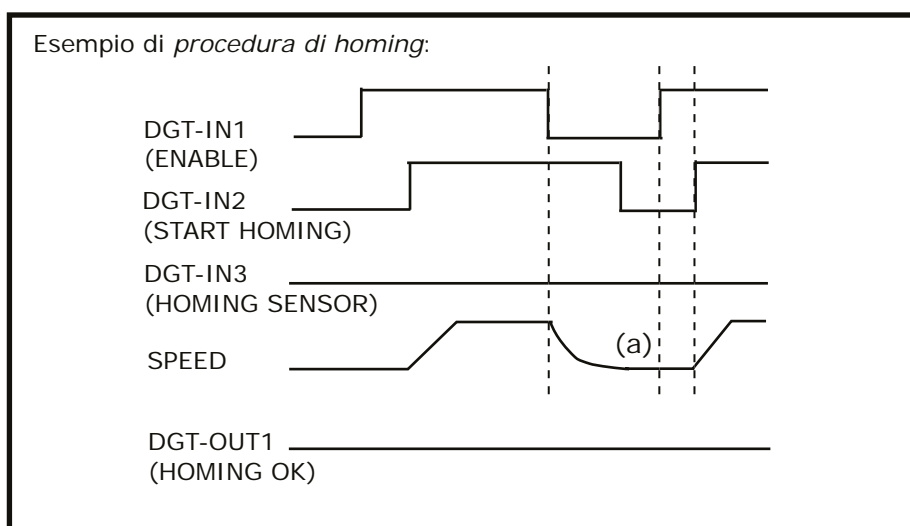 Esempio di procedura di homing:
DGT-IN1
(ENABLE)
DGT-IN2
(START HOMING)
DGT-IN3
(HOMING SENSOR)
(a)
SPEED
DGT-OUT1
(HOMING OK)